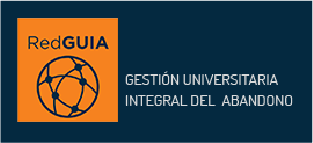 RedGUIA
GESTIÓN UNIVERSITARIA
INTEGRAL DEL ABANDONO